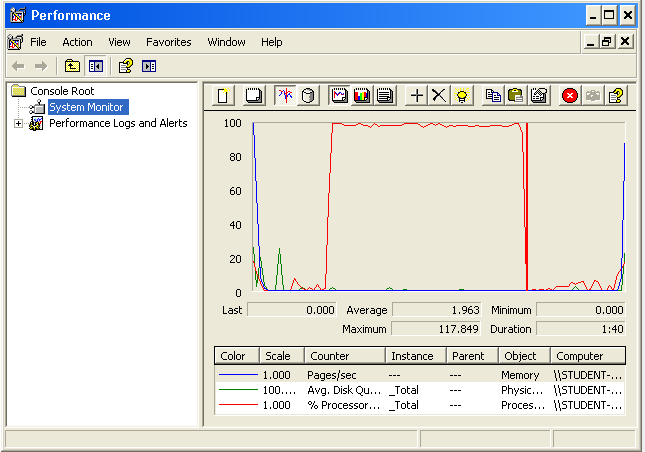 Performance
File Action View Favorites Window Help
Console Root
System Monitor
Performance Logs and Alerts
100
80
60
40
20
0
Last 0.000 Average 1.963 Minimum 0.000
Maximum 117.849 Duration 1:40
Color Scale Counter Instance Parent Object Computer
1.000 Pages/sec --- --- Memory \\STUDENT-...
100.... Avg. Disk Qu... _Total --- Physic... \\STUDENT-...
1.000 % Processor... _Total --- Proces... \\STUDENT-...